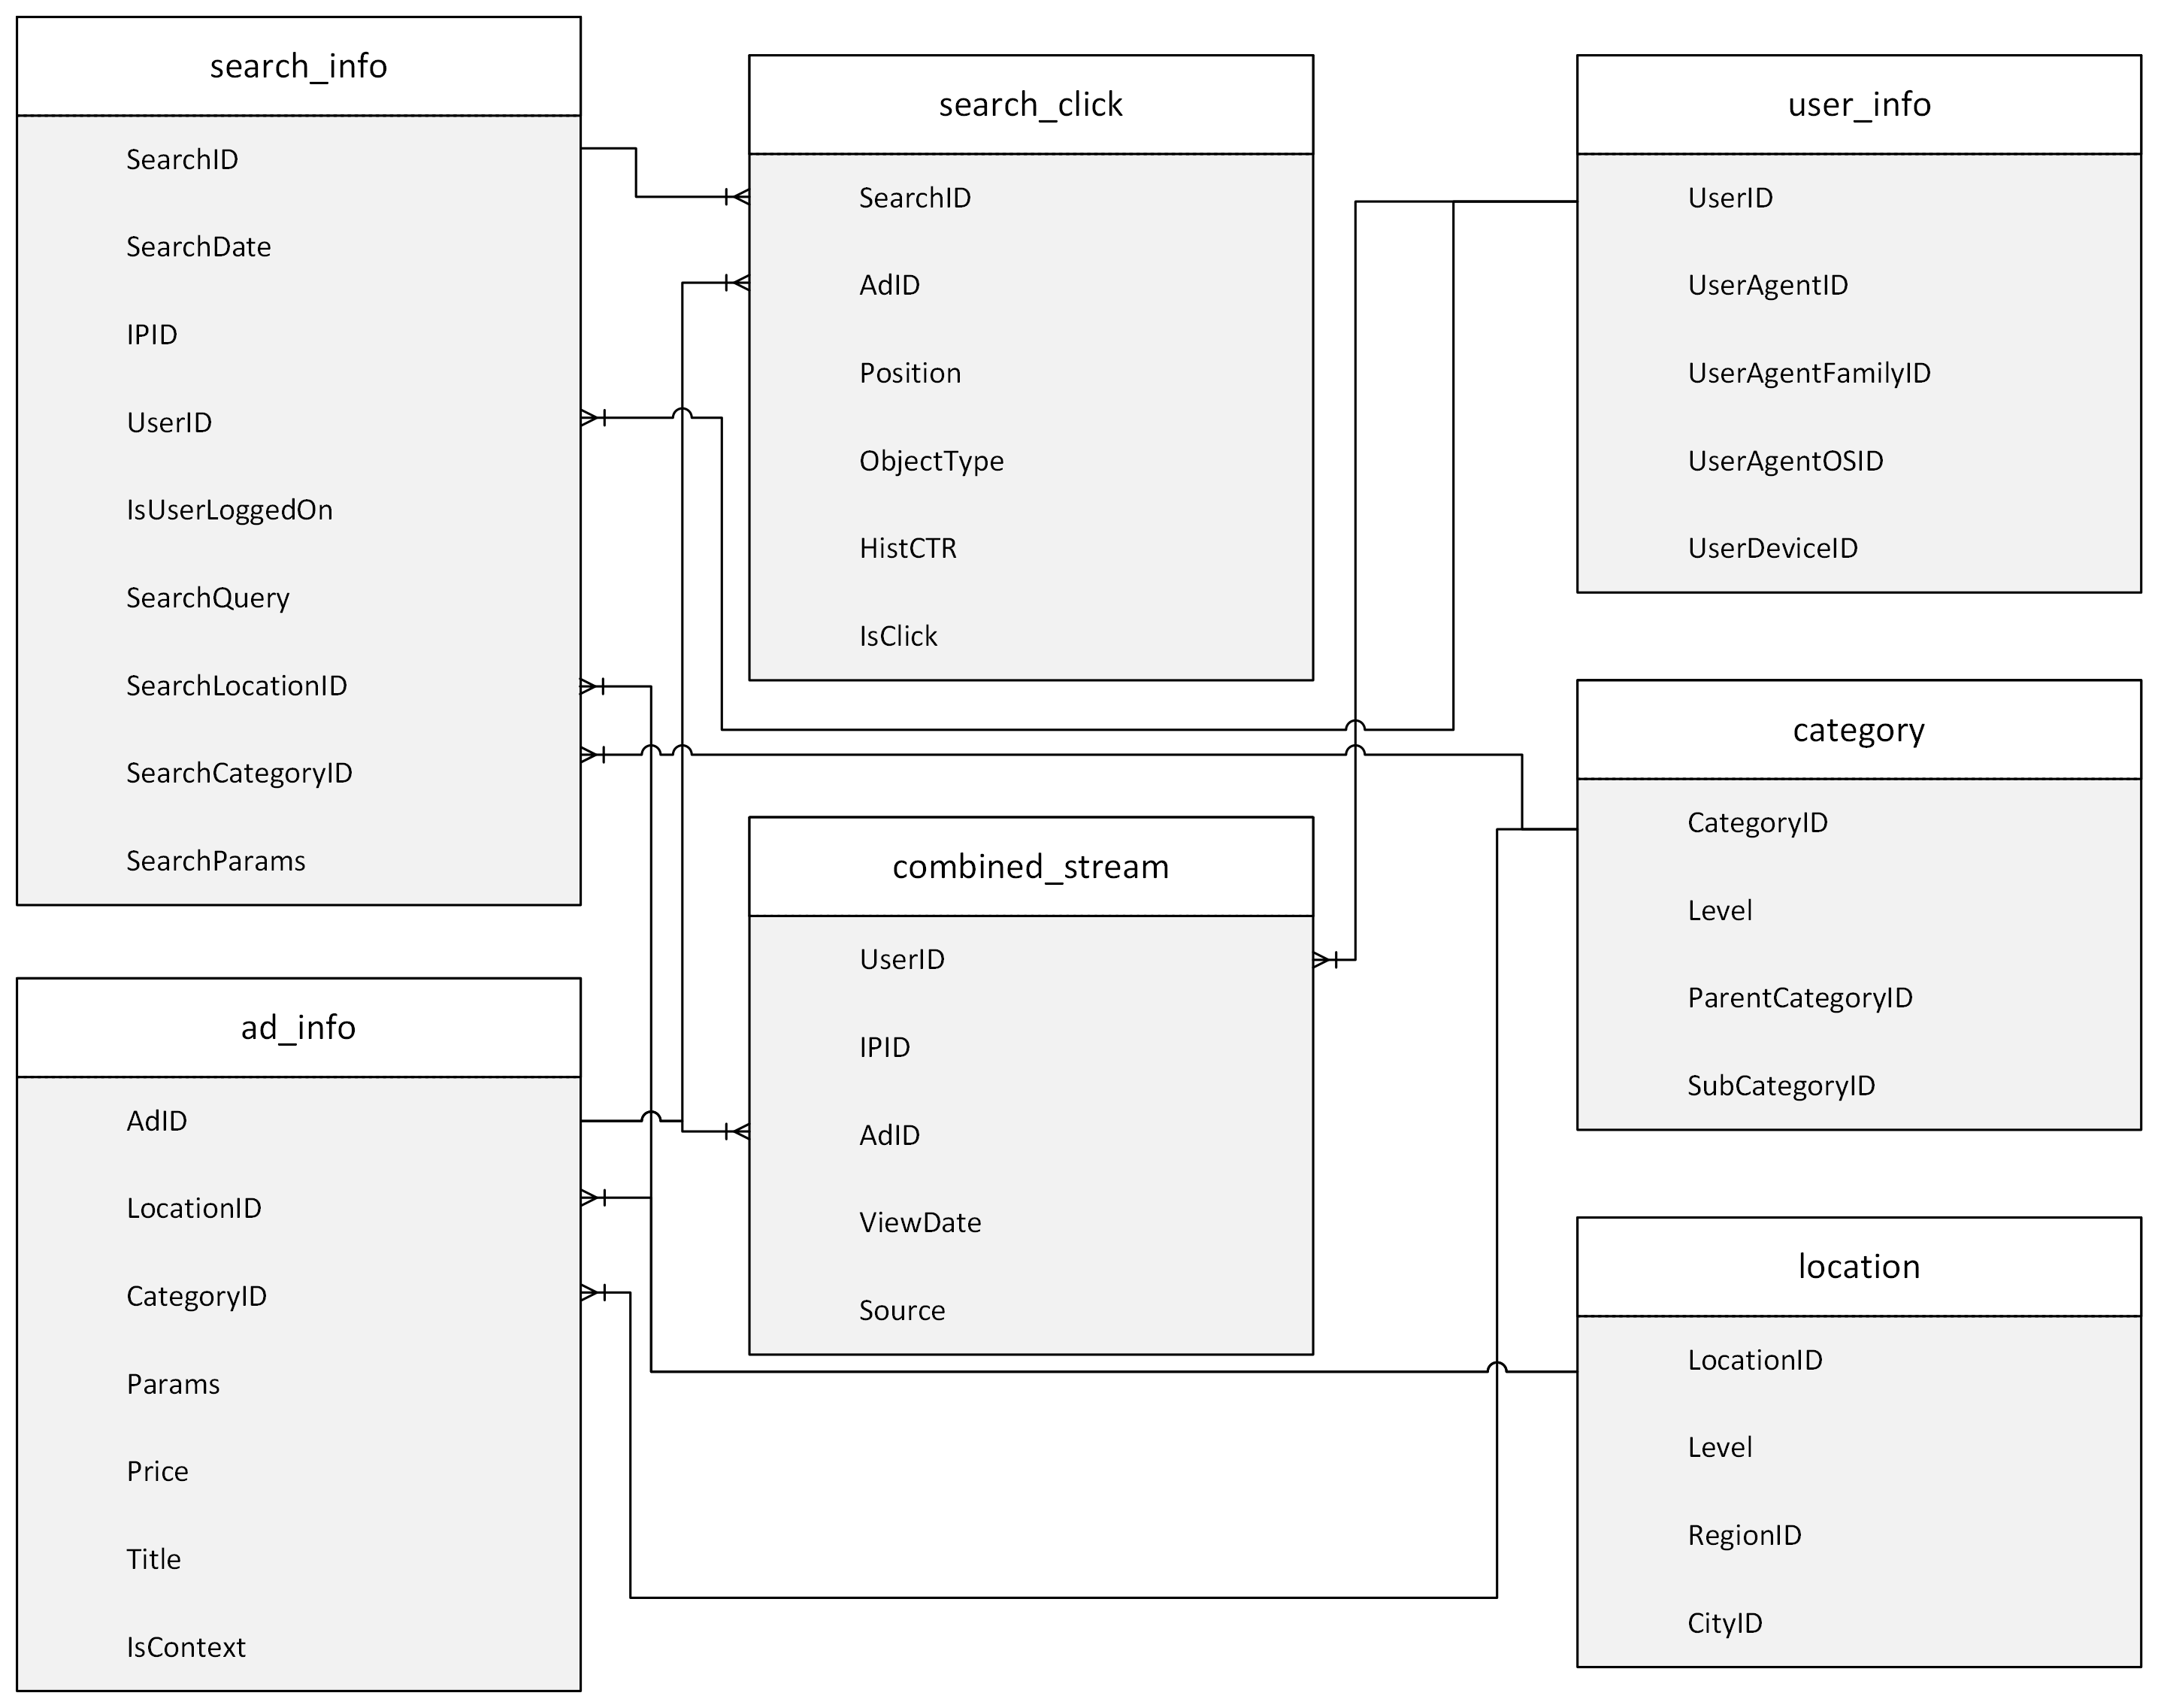 search_info
SearchID
SearchDate
IPID
UserID
IsUserLoggedOn
SearchQuery
SearchLocationID
SearchCategoryID
SearchParams
search_click
SearchID
AdID
Position
ObjectType
HistCTR
IsClick
user_info
UserID
UserAgentID
UserAgentFamilyID
UserAgentOSID
UserDeviceID
category
CategoryID
Level
ParentCategoryID
SubCategoryID
combined_stream
UserID
IPID
AdID
ViewDate
Source
ad_info
AdID
LocationID
CategoryID
Params
Price
Title
IsContext
location
LocationID
Level
RegionID
CityID